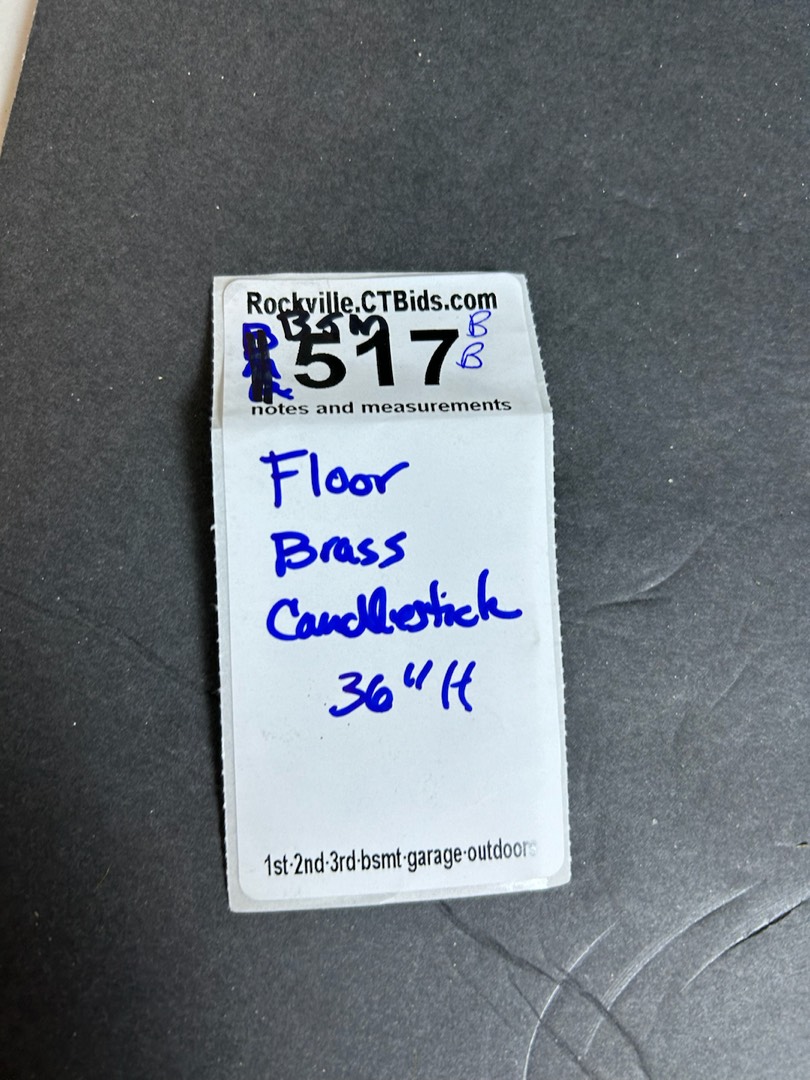 Rockville.CTBids.com
BSM
517
B
B
notes and measurements
Floor
Brass
Candlestick
36" H
1st·2nd·3rd·bsmt·garage·outdoors